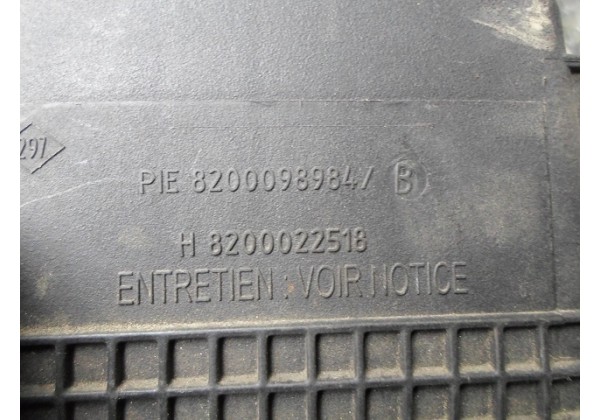 297
PIE 8200098984/ B
H 8200022518
ENTRETIEN : VOIR NOTICE